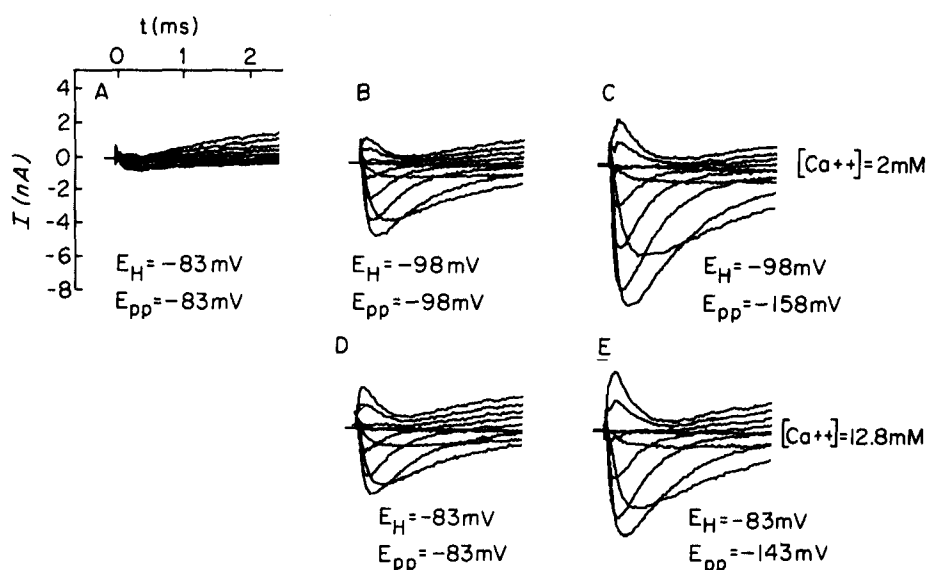 t(ms)
0 1 2
4
2
0
-2
-4
-6
-8
I (nA)
A
E_H = -83mV
E_pp = -83mV
B
E_H = -98mV
E_pp = -98mV
C
[Ca++] = 2mM
E_H = -98mV
E_pp = -158mV
D
E_H = -83mV
E_pp = -83mV
E
[Ca++] = 12.8mM
E_H = -83mV
E_pp = -143mV